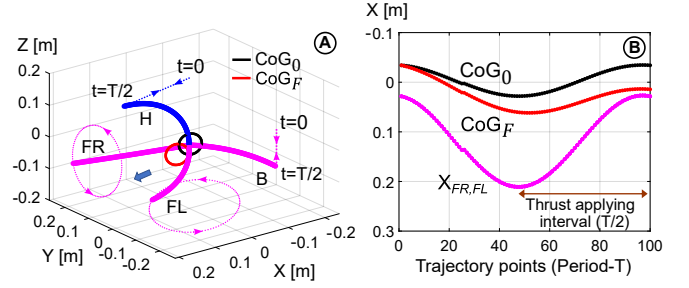 Z [m]
0.2
0.1
0
-0.1
-0.2
t=0
t=T/2
H
A
CoG0
CoGF
FR
FL
B
t=0
t=T/2
0.2
0.1
0
-0.1
-0.2
Y [m]
0.2
0.1
0
-0.1
-0.2
X [m]
X [m]
-0.1
0
0.1
0.2
0.3
B
CoG0
CoGF
XFR,FL
Thrust applying
interval (T/2)
0 20 40 60 80 100
Trajectory points (Period-T)